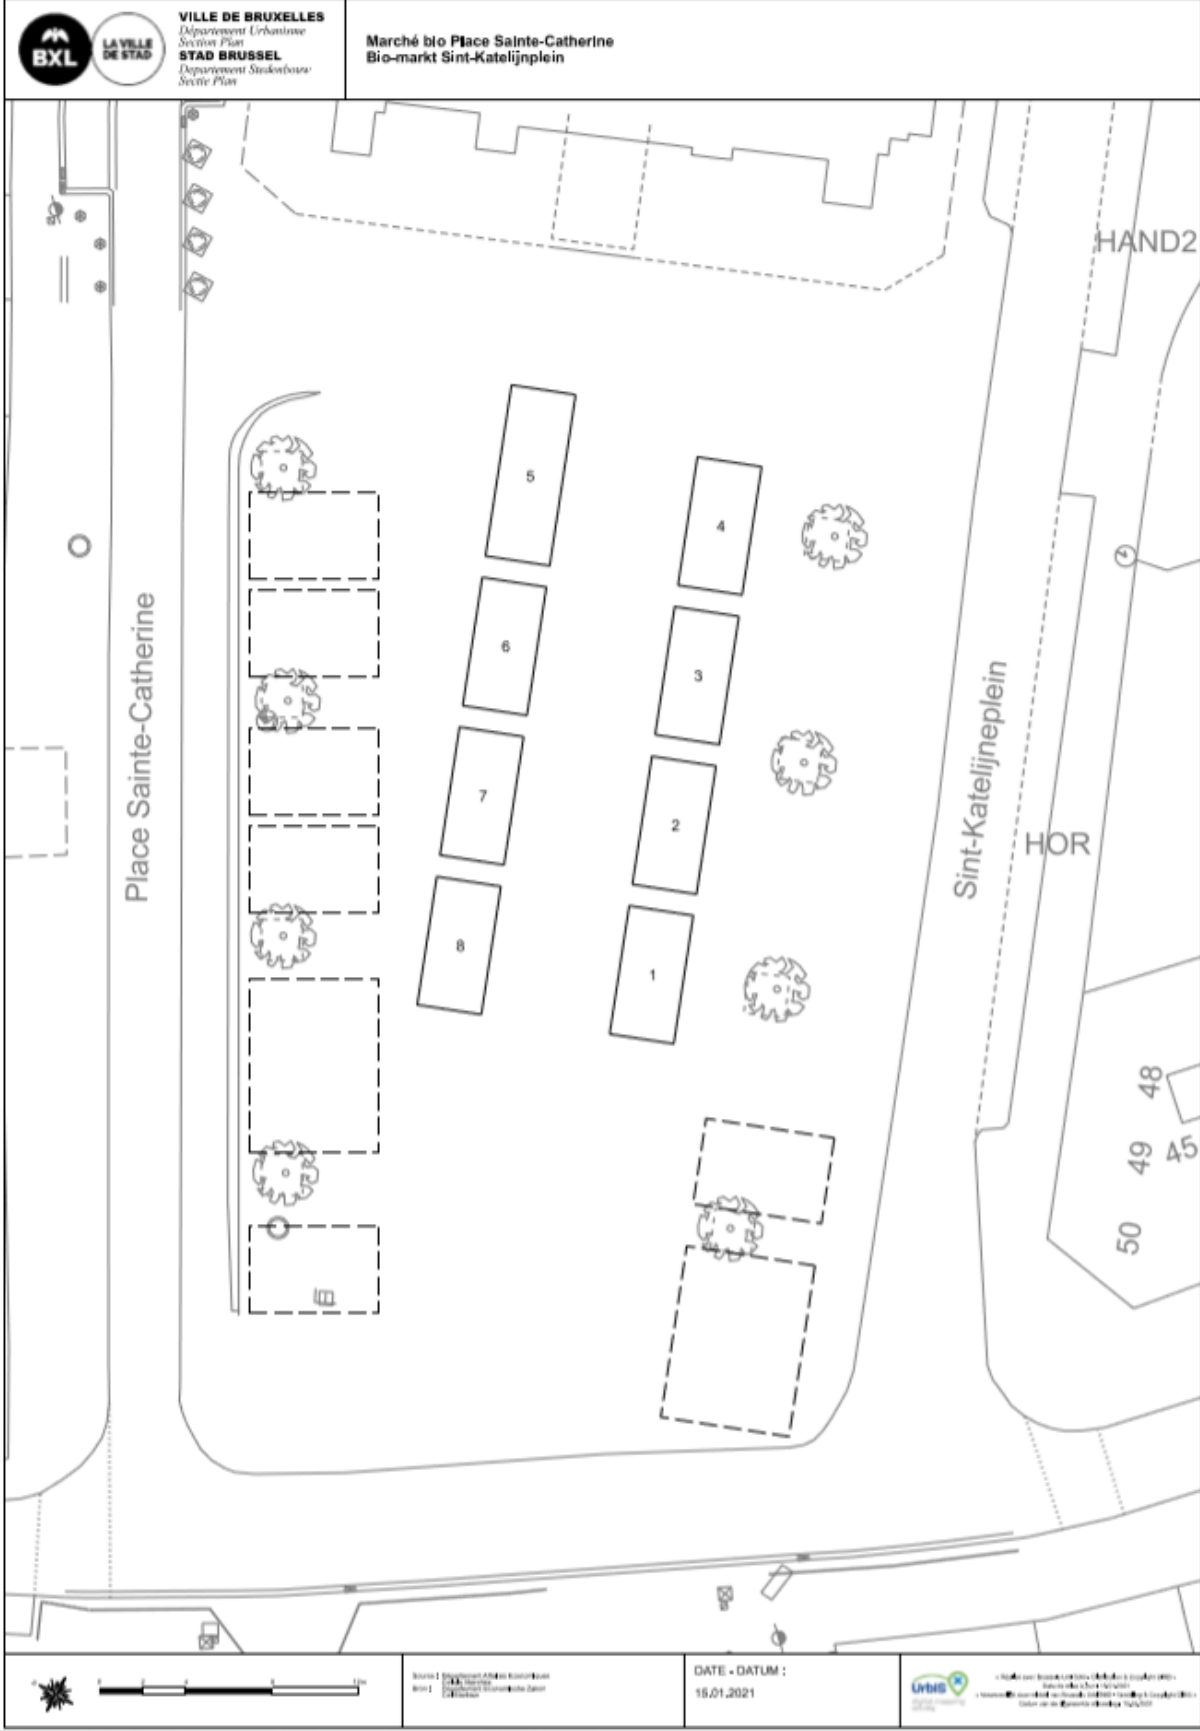 BXL
LA VILLE
DE STAD
VILLE DE BRUXELLES
Département Urbanisme
Section Plan
STAD BRUSSEL
Departement Stedenbouw
Sectie Plan
Marché bio Place Sainte-Catherine
Bio-markt Sint-Katelijnplein
HAND2
5
4
6
3
Place Sainte-Catherine
Sint-Katelijneplein
7
2
HOR
8
1
48
49
45
50
DATE - DATUM :
15.01.2021
UrbIS